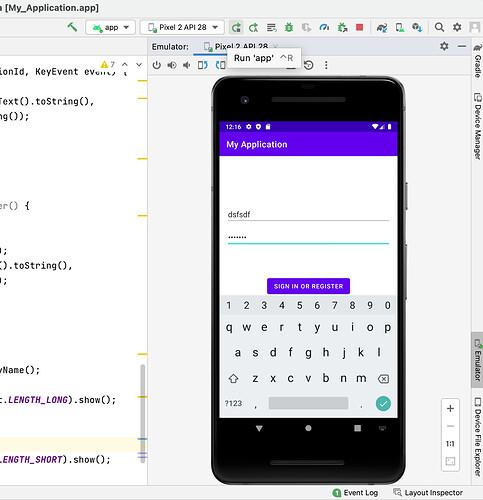 [My_Application.app]
app
Pixel 2 API 28
Emulator:
Pixel 2 API 28
Run 'app' ^R
7
ionId, KeyEvent event) {
Text().toString(),
ng());
er() {
);
().toString(),
);
yName();
t.LENGTH_LONG).show();
LENGTH_SHORT).show();
12:16
My Application
dsfsdf
•••••••
SIGN IN OR REGISTER
1 2 3 4 5 6 7 8 9 0
q w e r t y u i o p
a s d f g h j k l
z x c v b n m
?123 , .
Gradle
Device Manager
Emulator
Device File Explorer
+
−
1:1
1 Event Log
Layout Inspector